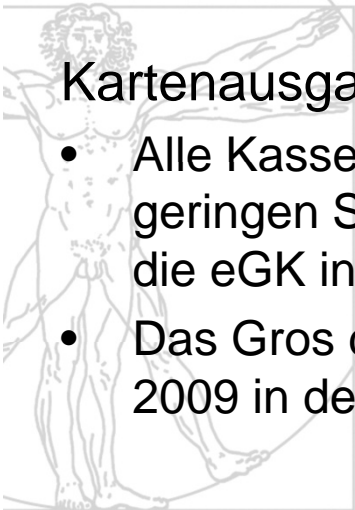 Kartenausga
• Alle Kasse
geringen S
die eGK in
• Das Gros
2009 in de